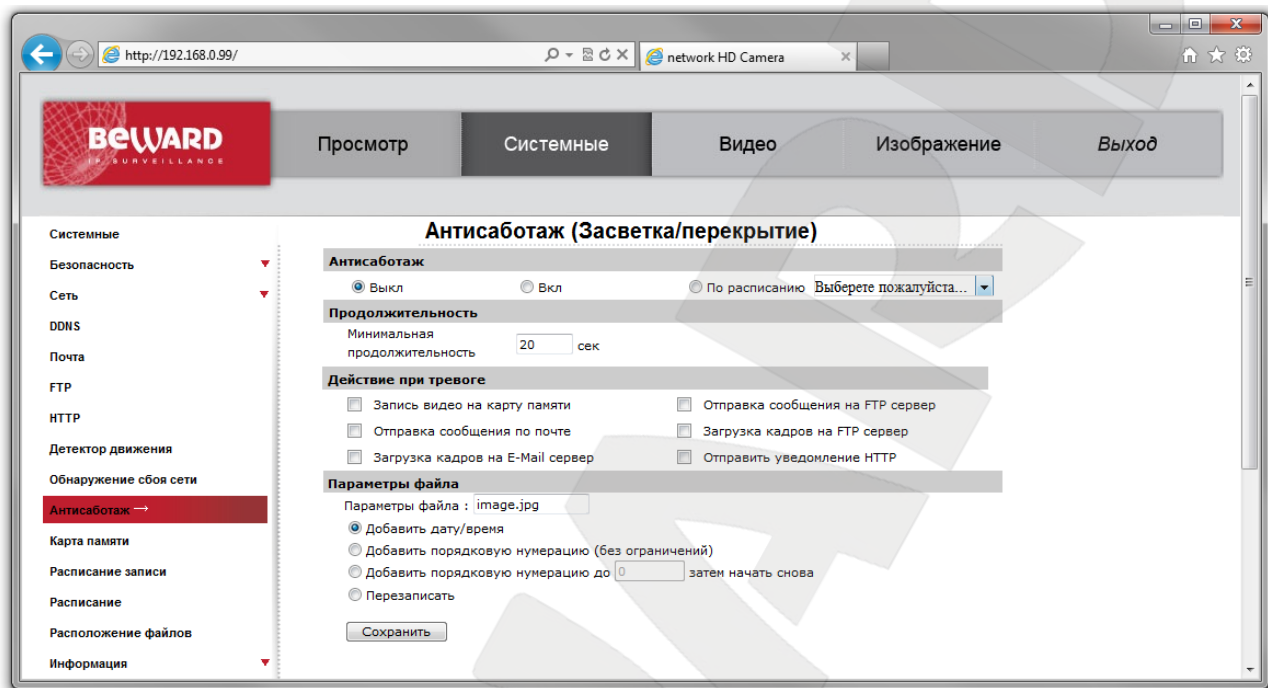 http://192.168.0.99/
network HD Camera
BEWARD
IP SURVEILLANCE
Просмотр
Системные
Видео
Изображение
Выход
Системные
Безопасность
Сеть
DDNS
Почта
FTP
HTTP
Детектор движения
Обнаружение сбоя сети
Антисаботаж →
Карта памяти
Расписание записи
Расписание
Расположение файлов
Информация
Антисаботаж (Засветка/перекрытие)
Антисаботаж
Выкл
Вкл
По расписанию Выберете пожалуйста...
Продолжительность
Минимальная
продолжительность
20 сек
Действие при тревоге
Запись видео на карту памяти
Отправка сообщения на FTP сервер
Отправка сообщения по почте
Загрузка кадров на FTP сервер
Загрузка кадров на E-Mail сервер
Отправить уведомление HTTP
Параметры файла
Параметры файла : image.jpg
Добавить дату/время
Добавить порядковую нумерацию (без ограничений)
Добавить порядковую нумерацию до 0 затем начать снова
Перезаписать
Сохранить